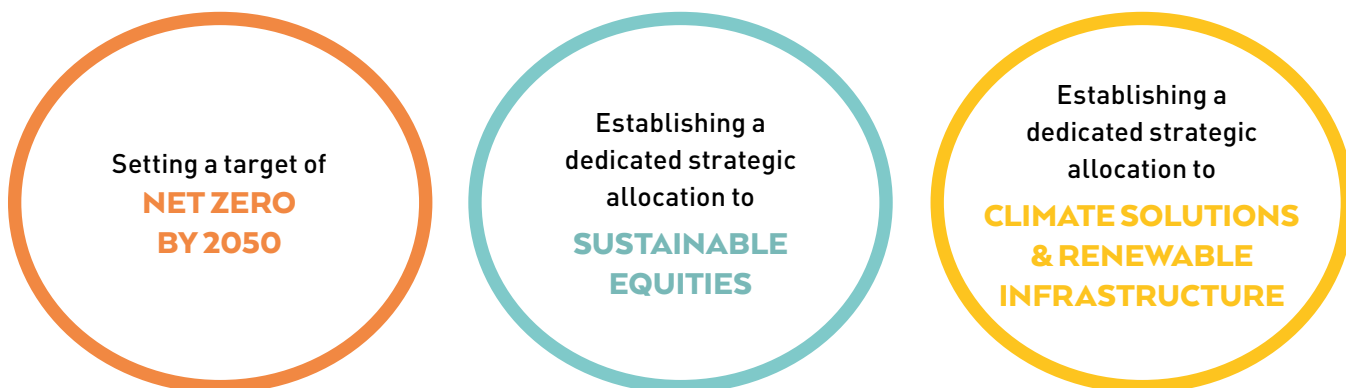 Setting a target of
NET ZERO
BY 2050
Establishing a
dedicated strategic
allocation to
SUSTAINABLE
EQUITIES
Establishing a
dedicated strategic
allocation to
CLIMATE SOLUTIONS
& RENEWABLE
INFRASTRUCTURE